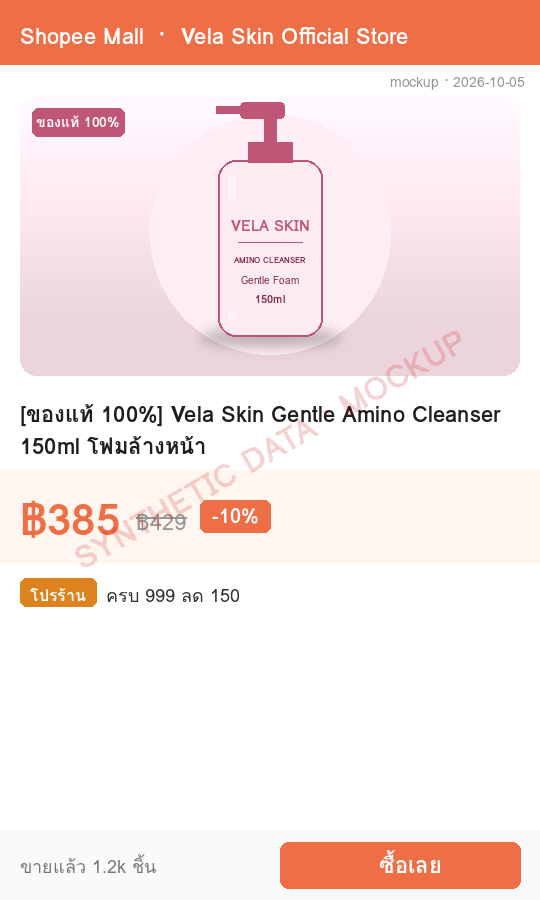 Shopee Mall · Vela Skin Official Store
mockup · 2026-10-05
ของแท้ 100%
VELA SKIN
AMINO CLEANSER
Gentle Foam
150ml
[ของแท้ 100%] Vela Skin Gentle Amino Cleanser
150ml โฟมล้างหน้า
฿385 ฿429 -10%
SYNTHETIC DATA · MOCKUP
โปรร้าน ครบ 999 ลด 150
ขายแล้ว 1.2k ชิ้น ซื้อเลย